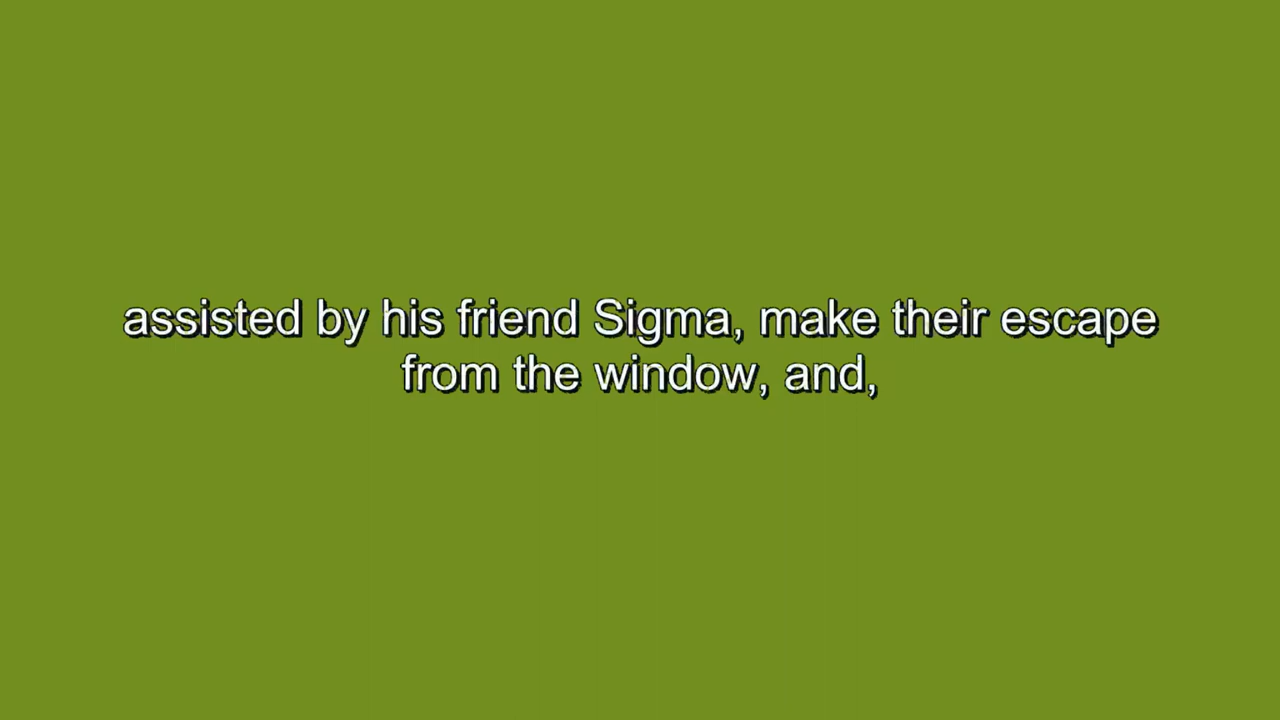 assisted by his friend Sigma, make their escape
from the window, and,